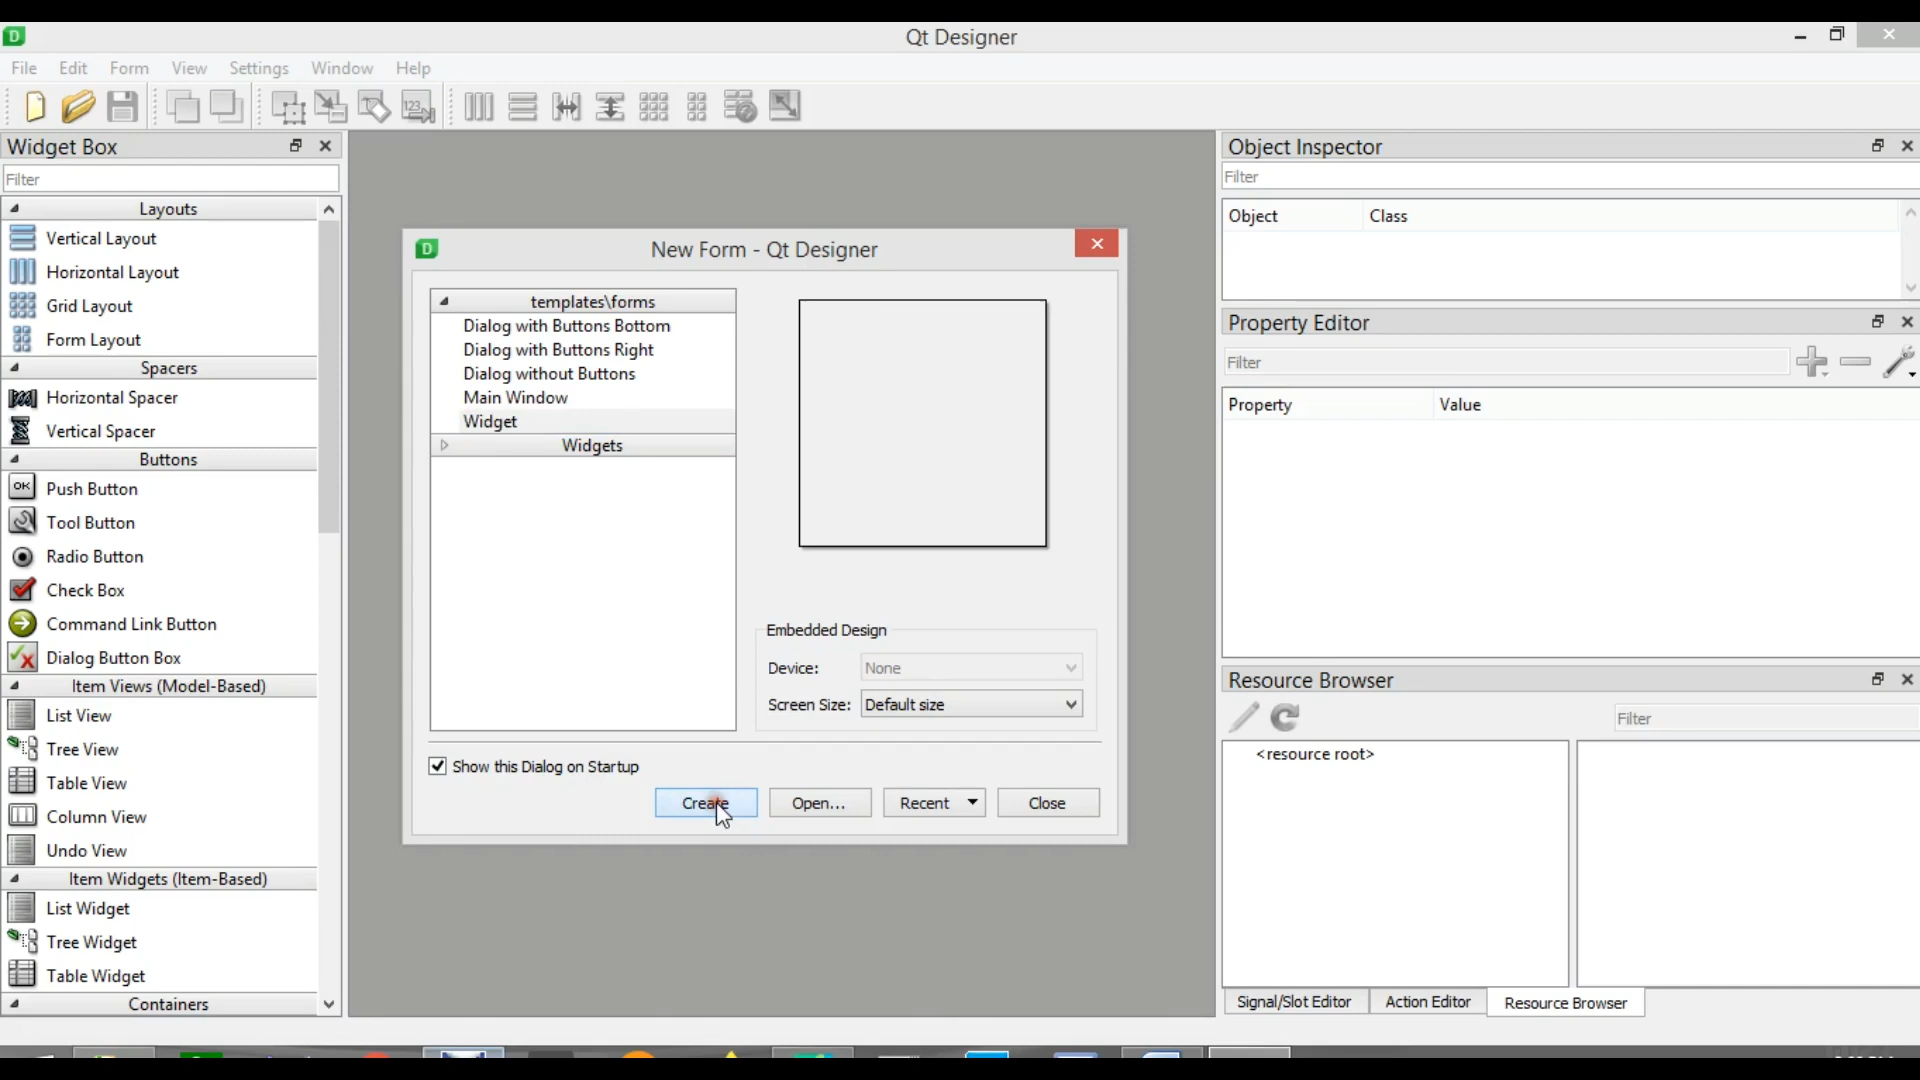 Qt Designer
File Edit Form View Settings Window Help
Widget Box
Filter
Layouts
Vertical Layout
Horizontal Layout
Grid Layout
Form Layout
Spacers
Horizontal Spacer
Vertical Spacer
Buttons
OK Push Button
Tool Button
Radio Button
Check Box
Command Link Button
Dialog Button Box
Item Views (Model-Based)
List View
Tree View
Table View
Column View
Undo View
Item Widgets (Item-Based)
List Widget
Tree Widget
Table Widget
Containers
New Form - Qt Designer
templates\forms
Dialog with Buttons Bottom
Dialog with Buttons Right
Dialog without Buttons
Main Window
Widget
Widgets
Embedded Design
Device: None
Screen Size: Default size
Show this Dialog on Startup
Create Open... Recent Close
Object Inspector
Filter
Object Class
Property Editor
Filter
Property Value
Resource Browser
Filter
<resource root>
Signal/Slot Editor Action Editor Resource Browser